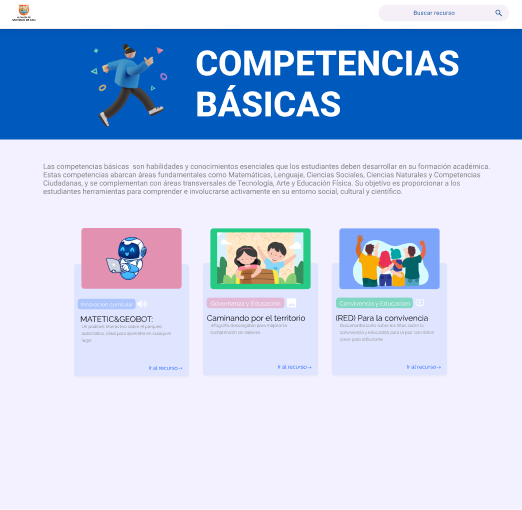 Buscar recurso
COMPETENCIAS
BÁSICAS
Las competencias básicas son habilidades y conocimientos esenciales que los estudiantes deben desarrollar en su formación académica.
Estas competencias abarcan áreas fundamentales como Matemáticas, Lenguaje, Ciencias Sociales, Ciencias Naturales y Competencias
Ciudadanas, y se complementan con áreas transversales de Tecnología, Arte y Educación Física. Su objetivo es proporcionar a los
estudiantes herramientas para comprender e involucrarse activamente en su entorno social, cultural y científico.
Innovación curricular
MATETIC&GEOBOT:
Ir al recurso→
Governanza y Educación
Caminando por el territorio
Ir al recurso→
Convivencia y Educación
(RED) Para la convivencia
Ir al recurso→